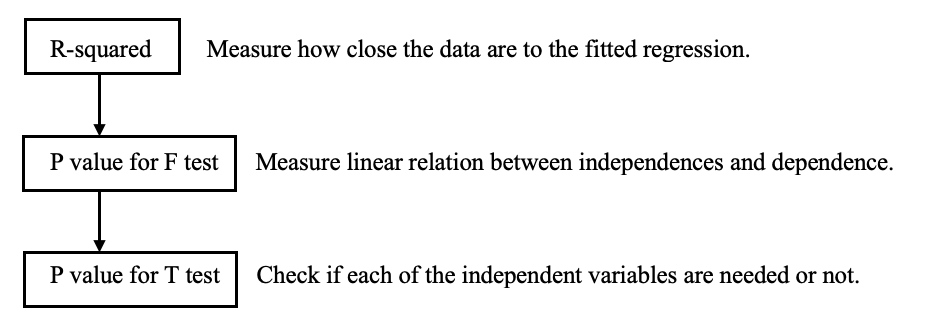 R-squared Measure how close the data are to the fitted regression.
P value for F test Measure linear relation between independences and dependence.
P value for T test Check if each of the independent variables are needed or not.